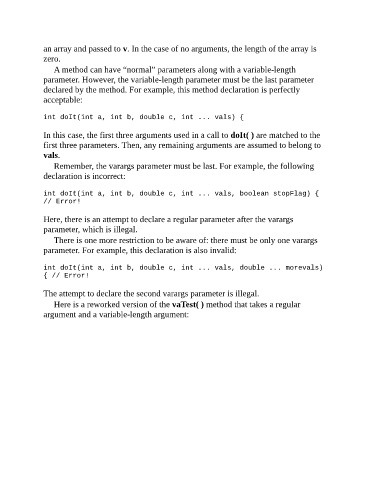 an array and passed to v. In the case of no arguments, the length of the array is
zero.
A method can have “normal” parameters along with a variable-length
parameter. However, the variable-length parameter must be the last parameter
declared by the method. For example, this method declaration is perfectly
acceptable:
int doIt(int a, int b, double c, int ... vals) {
In this case, the first three arguments used in a call to doIt( ) are matched to the
first three parameters. Then, any remaining arguments are assumed to belong to
vals.
Remember, the varargs parameter must be last. For example, the following
declaration is incorrect:
int doIt(int a, int b, double c, int ... vals, boolean stopFlag) {
// Error!
Here, there is an attempt to declare a regular parameter after the varargs
parameter, which is illegal.
There is one more restriction to be aware of: there must be only one varargs
parameter. For example, this declaration is also invalid:
int doIt(int a, int b, double c, int ... vals, double ... morevals)
{ // Error!
The attempt to declare the second varargs parameter is illegal.
Here is a reworked version of the vaTest( ) method that takes a regular
argument and a variable-length argument: